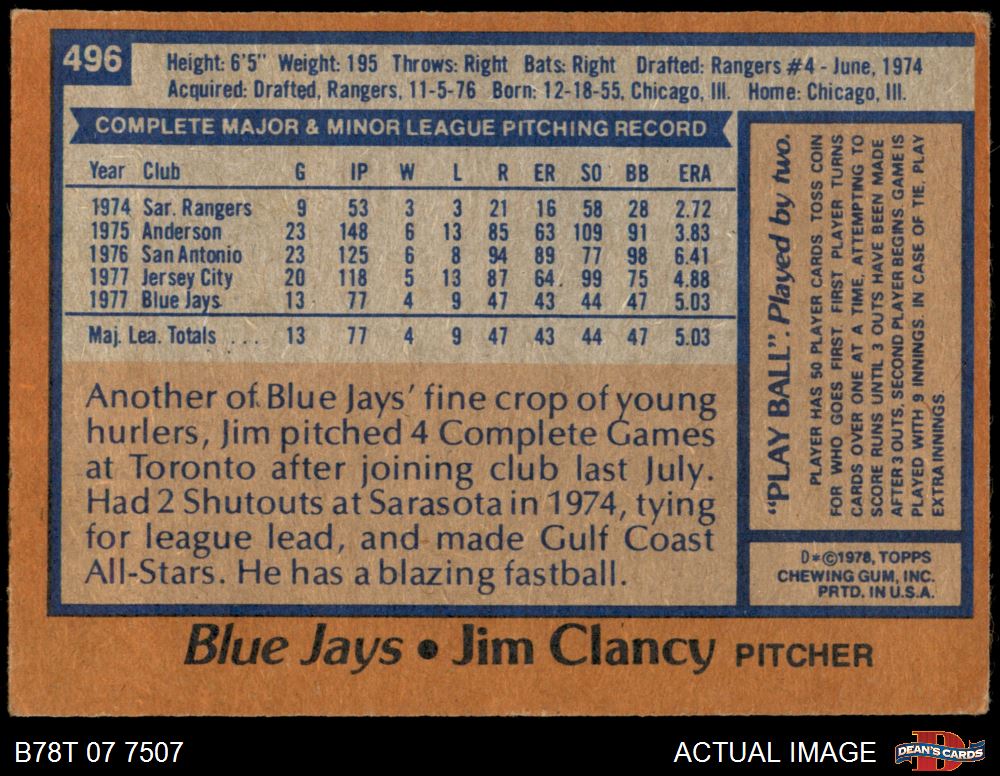 496
Height: 6'5" Weight: 195 Throws: Right Bats: Right Drafted: Rangers #4 - June, 1974
Acquired: Drafted, Rangers, 11-5-76 Born: 12-18-55, Chicago, Ill. Home: Chicago, Ill.
COMPLETE MAJOR & MINOR LEAGUE PITCHING RECORD
Year Club G IP W L R ER SO BB ERA
1974 Sar. Rangers 9 53 3 3 21 16 58 28 2.72
1975 Anderson 23 148 6 13 85 63 109 91 3.83
1976 San Antonio 23 125 6 8 94 89 77 98 6.41
1977 Jersey City 20 118 5 13 87 64 99 75 4.88
1977 Blue Jays 13 77 4 9 47 43 44 47 5.03
Maj. Lea. Totals ... 13 77 4 9 47 43 44 47 5.03
Another of Blue Jays' fine crop of young
hurlers, Jim pitched 4 Complete Games
at Toronto after joining club last July.
Had 2 Shutouts at Sarasota in 1974, tying
for league lead, and made Gulf Coast
All-Stars. He has a blazing fastball.
"PLAY BALL". Played by two.
PLAYER HAS 50 PLAYER CARDS TOSS COIN
FOR WHO GOES FIRST. FIRST PLAYER TURNS
CARDS OVER ONE AT A TIME, ATTEMPTING TO
SCORE RUNS UNTIL 3 OUTS HAVE BEEN MADE
AFTER 3 OUTS, SECOND PLAYER BEGINS GAME IS
PLAYED WITH 9 INNINGS. IN CASE OF TIE, PLAY
EXTRA INNINGS
D*©1978, TOPPS
CHEWING GUM, INC.
PRTD. IN U.S.A.
Blue Jays • Jim Clancy PITCHER
B78T 07 7507
ACTUAL IMAGE
DEAN'S CARDS